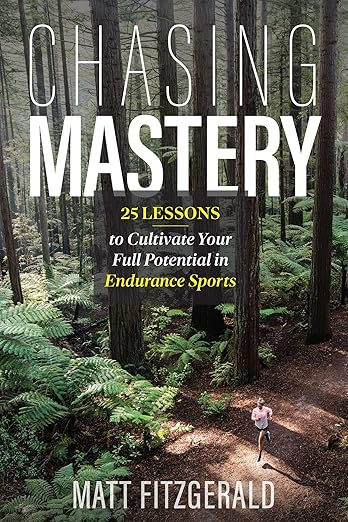 CHASING
MASTERY
25 LESSONS
to Cultivate Your
Full Potential in
Endurance Sports
MATT FITZGERALD